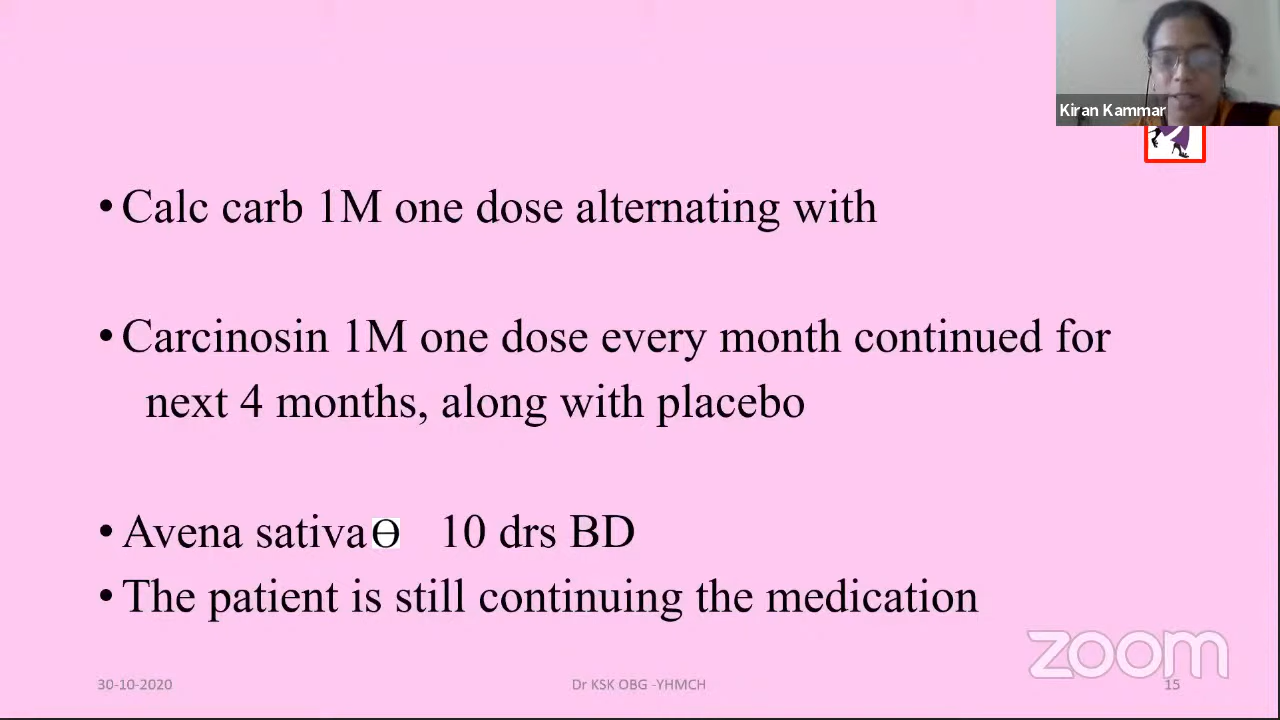 Kiran Kammar
• Calc carb 1M one dose alternating with
• Carcinosin 1M one dose every month continued for
next 4 months, along with placebo
• Avena sativa Ө 10 drs BD
• The patient is still continuing the medication
zoom
30-10-2020 Dr KSK OBG -YHMCH 15